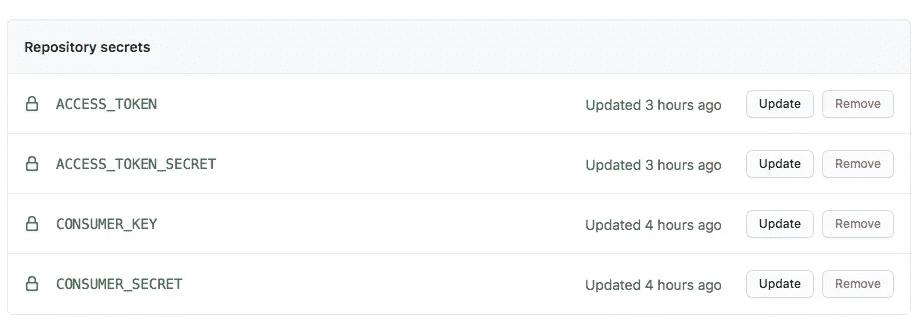 Repository secrets
ACCESS_TOKEN Updated 3 hours ago Update Remove
ACCESS_TOKEN_SECRET Updated 3 hours ago Update Remove
CONSUMER_KEY Updated 4 hours ago Update Remove
CONSUMER_SECRET Updated 4 hours ago Update Remove